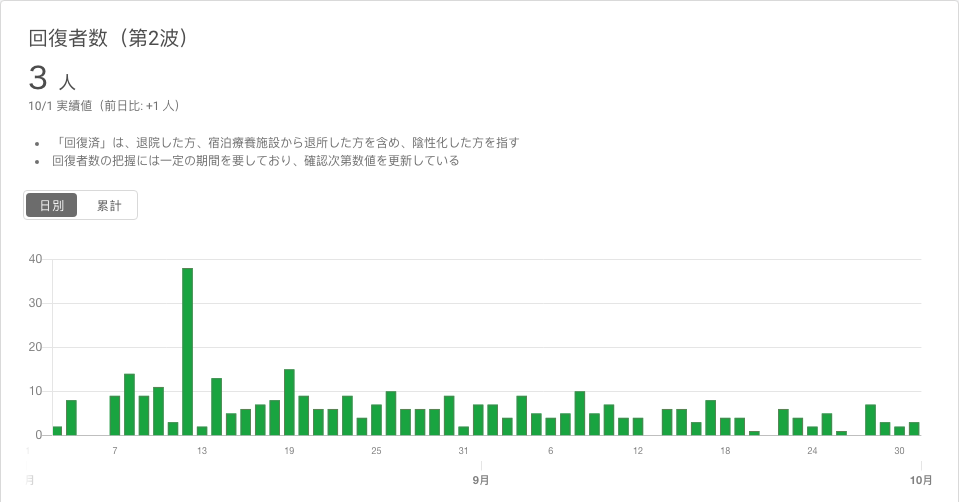 回復者数（第2波）
3 人
10/1 実績値（前日比: +1 人）
「回復済」は、退院した方、宿泊療養施設から退所した方を含め、陰性化した方を指す
回復者数の把握には一定の期間を要しており、確認次第数値を更新している
日別 累計
40
30
20
10
0
7 13 19 25 31 6 12 18 24 30
月 9月 10月